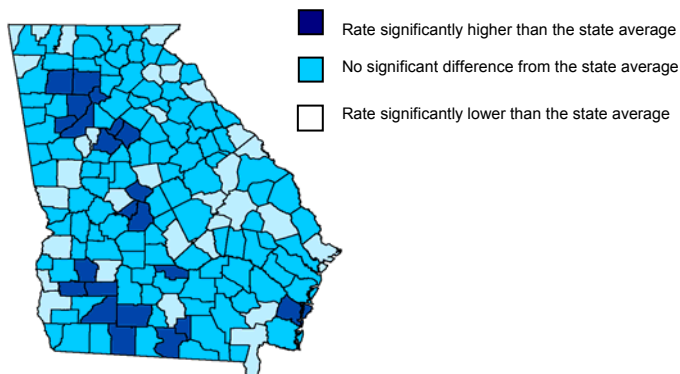 Rate significantly higher than the state average
No significant difference from the state average
Rate significantly lower than the state average